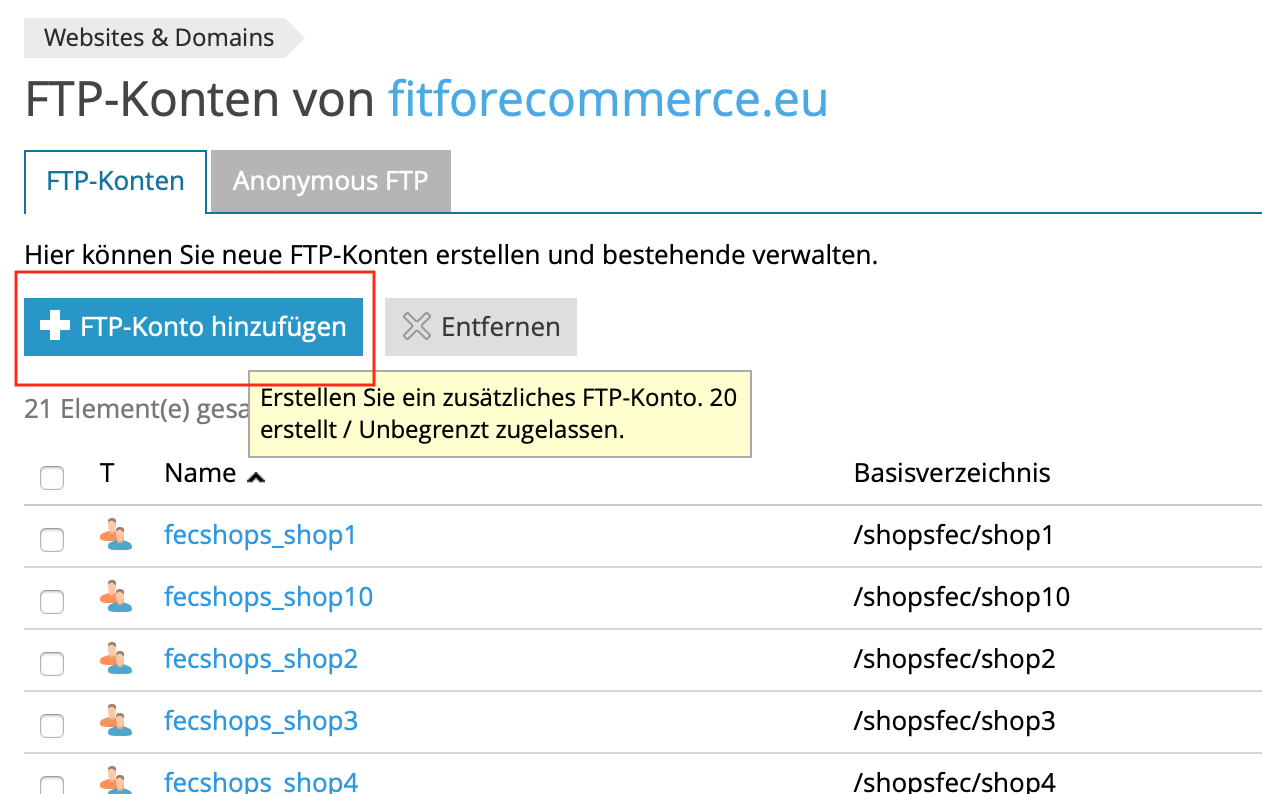 Websites & Domains
FTP-Konten von fitforecommerce.eu
FTP-Konten Anonymous FTP
Hier können Sie neue FTP-Konten erstellen und bestehende verwalten.
FTP-Konto hinzufügen Entfernen
Erstellen Sie ein zusätzliches FTP-Konto. 20
21 Element(e)
erstellt / Unbegrenzt zugelassen.
T Name Basisverzeichnis
fecshops_shop1 /shopsfec/shop1
fecshops_shop10 /shopsfec/shop10
fecshops_shop2 /shopsfec/shop2
fecshops_shop3 /shopsfec/shop3
fecshops_shop4 /shopsfec/shop4